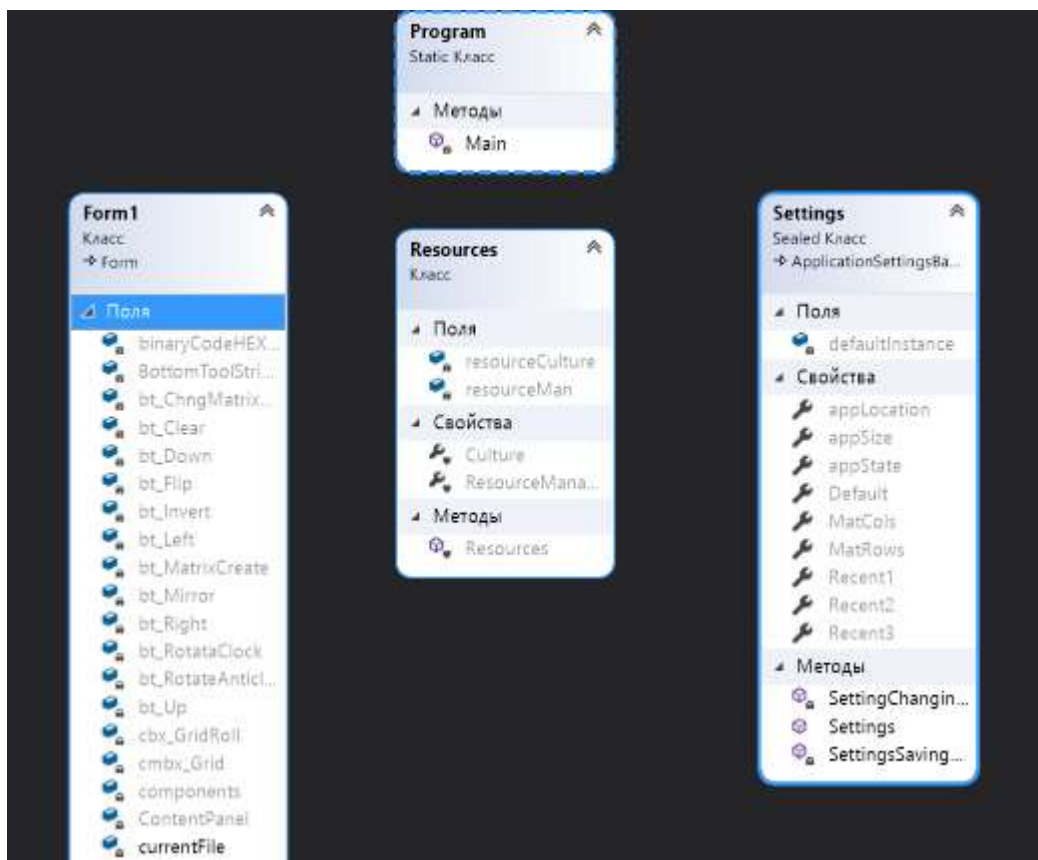 Program
Static Класс
Методы
Main
Form1
Класс
Form
Поля
binaryCodeHEX...
BottomToolStri...
bt_ChngMatrix...
bt_Clear
bt_Down
bt_Flip
bt_Invert
bt_Left
bt_MatrixCreate
bt_Mirror
bt_Right
bt_RotataClock
bt_RotateAnticl...
bt_Up
cbx_GridRoll
cmbx_Grid
components
ContentPanel
currentFile
Resources
Класс
Поля
resourceCulture
resourceMan
Свойства
Culture
ResourceMana...
Методы
Resources
Settings
Sealed Класс
ApplicationSettingsBa...
Поля
defaultInstance
Свойства
appLocation
appSize
appState
Default
MatCols
MatRows
Recent1
Recent2
Recent3
Методы
SettingChangin...
Settings
SettingsSaving...